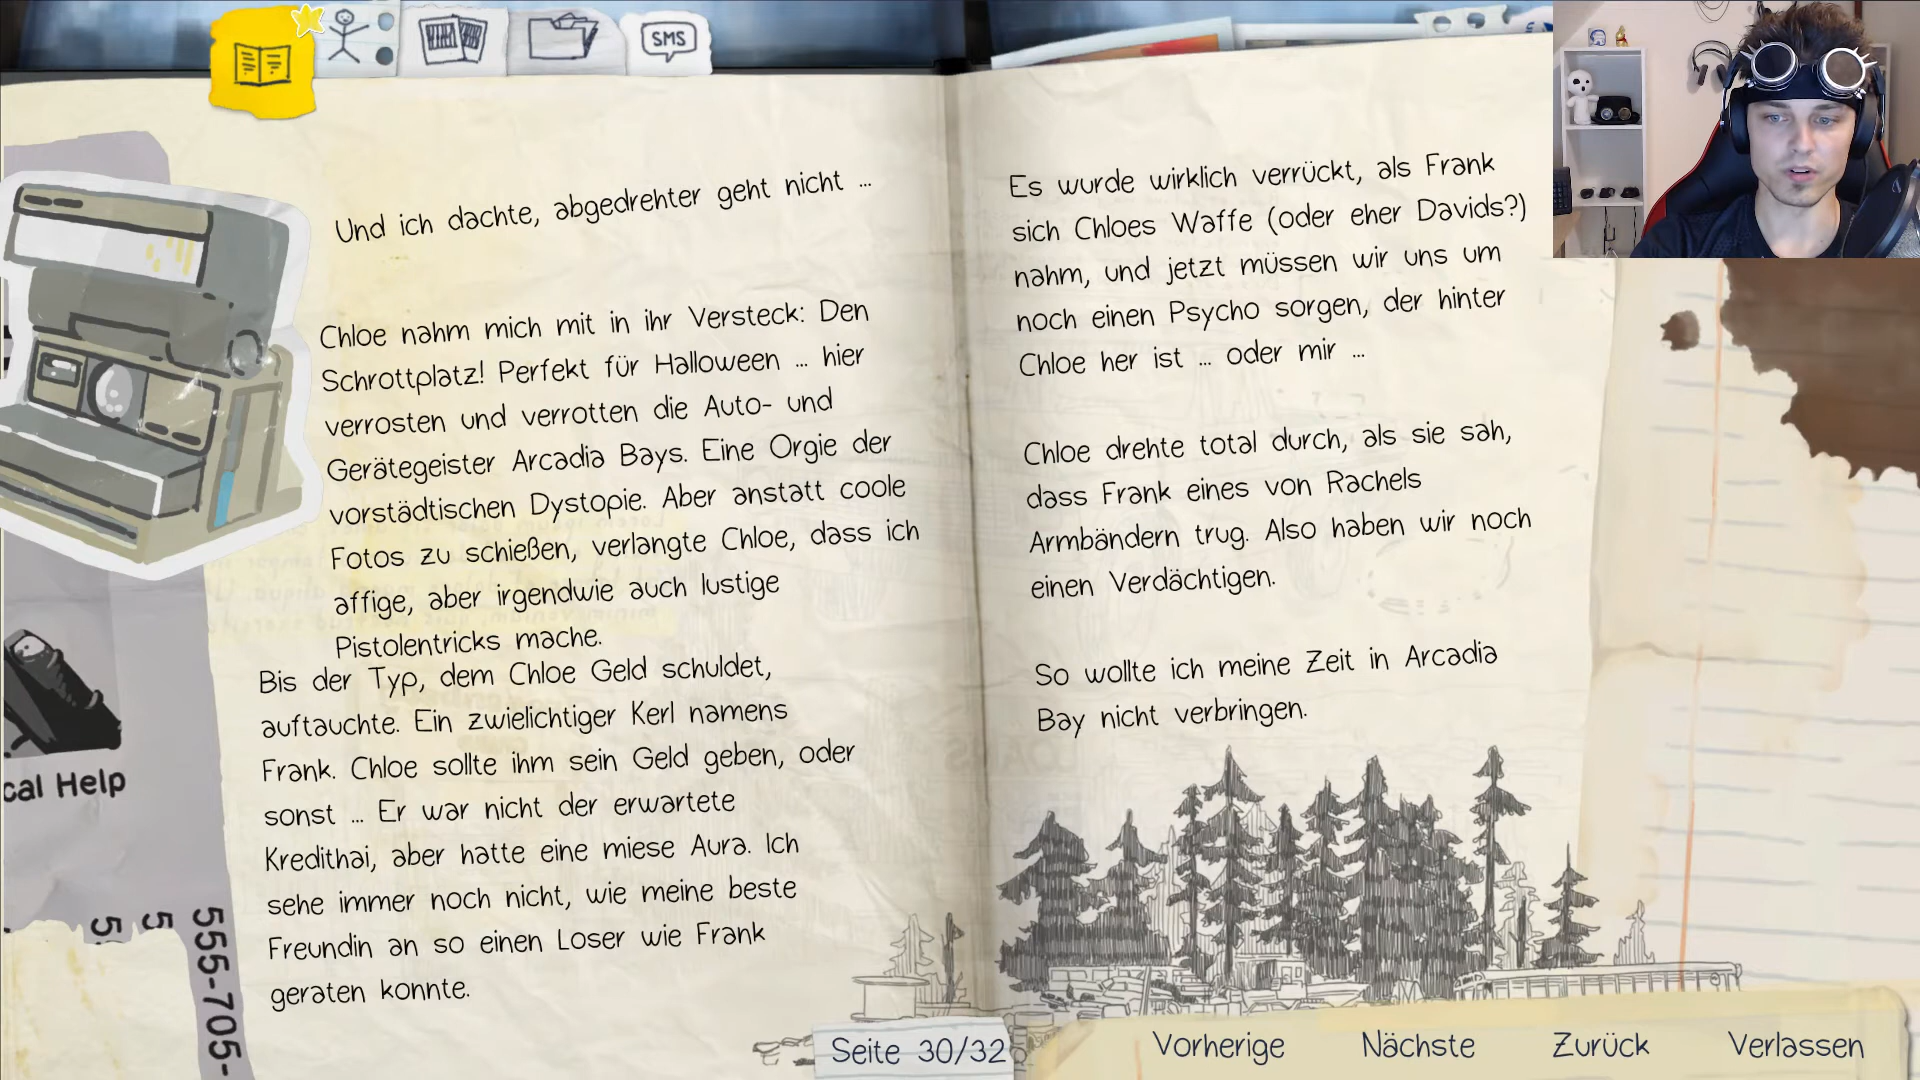 SMS
Und ich dachte, abgedrehter geht nicht ...
Chloe nahm mich mit in ihr Versteck: Den
Schrottplatz! Perfekt für Halloween ... hier
verrosten und verrotten die Auto- und
Gerätegeister Arcadia Bays. Eine Orgie der
vorstädtischen Dystopie. Aber anstatt coole
Fotos zu schießen, verlangte Chloe, dass ich
affige, aber irgendwie auch lustige
Pistolentricks mache.
Bis der Typ, dem Chloe Geld schuldet,
auftauchte. Ein zwielichtiger Kerl namens
Frank. Chloe sollte ihm sein Geld geben, oder
sonst ... Er war nicht der erwartete
Kredithai, aber hatte eine miese Aura. Ich
sehe immer noch nicht, wie meine beste
Freundin an so einen Loser wie Frank
geraten konnte.
Es wurde wirklich verrückt, als Frank
sich Chloes Waffe (oder eher Davids?)
nahm, und jetzt müssen wir uns um
noch einen Psycho sorgen, der hinter
Chloe her ist ... oder mir ...
Chloe drehte total durch, als sie sah,
dass Frank eines von Rachels
Armbändern trug. Also haben wir noch
einen Verdächtigen.
So wollte ich meine Zeit in Arcadia
Bay nicht verbringen.
cal Help
5
5
555-705-
Seite 30/32
Vorherige
Nächste
Zurück
Verlassen